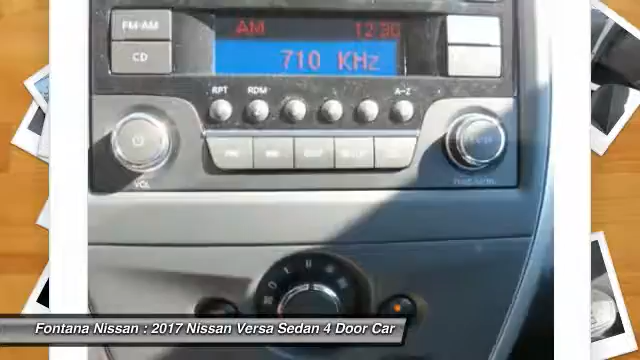 FM·AM
AM 12:30
CD
710 KHz
RPT RDM A-Z
VOL
Fontana Nissan : 2017 Nissan Versa Sedan 4 Door Car